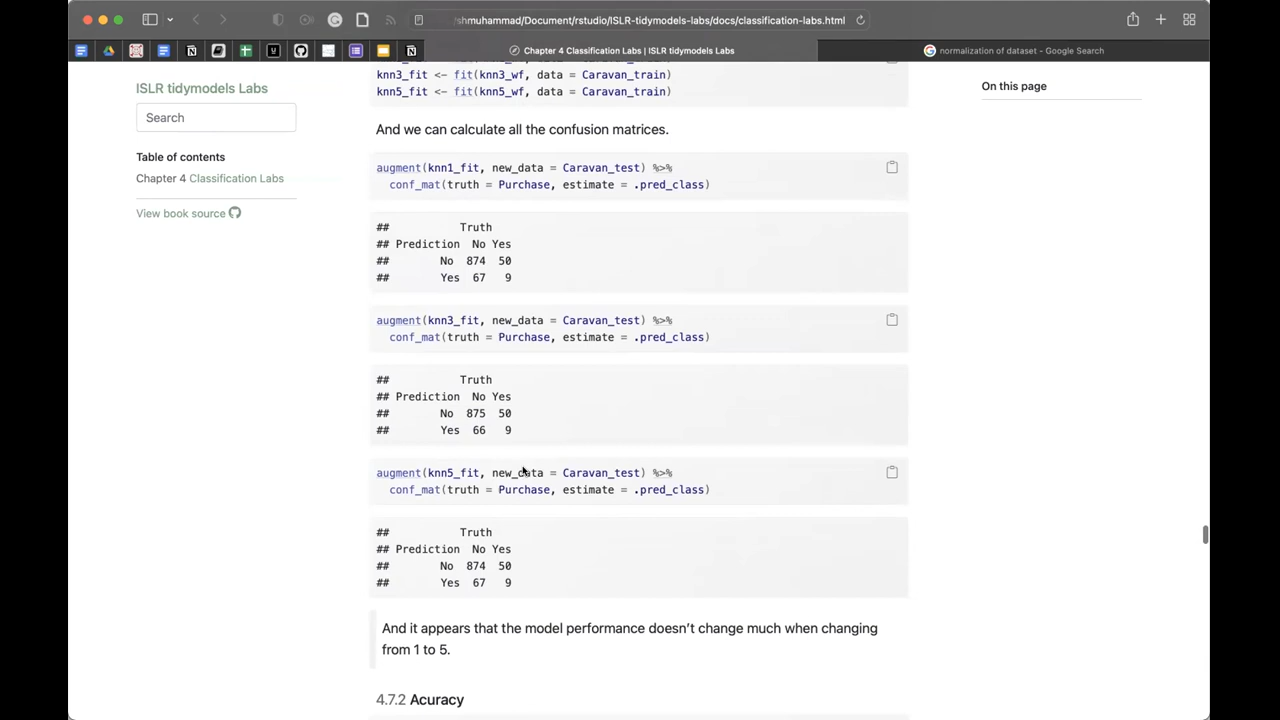 /shmuhammad/Document/rstudio/ISLR-tidymodels-labs/docs/classification-labs.html
Chapter 4 Classification Labs | ISLR tidymodels Labs
normalization of dataset - Google Search
ISLR tidymodels Labs
Search
Table of contents
Chapter 4 Classification Labs
View book source
knn3_fit <- fit(knn3_wf, data = Caravan_train)
knn5_fit <- fit(knn5_wf, data = Caravan_train)
And we can calculate all the confusion matrices.
augment(knn1_fit, new_data = Caravan_test) %>%
conf_mat(truth = Purchase, estimate = .pred_class)
## Truth
## Prediction No Yes
## No 874 50
## Yes 67 9
augment(knn3_fit, new_data = Caravan_test) %>%
conf_mat(truth = Purchase, estimate = .pred_class)
## Truth
## Prediction No Yes
## No 875 50
## Yes 66 9
augment(knn5_fit, new_data = Caravan_test) %>%
conf_mat(truth = Purchase, estimate = .pred_class)
## Truth
## Prediction No Yes
## No 874 50
## Yes 67 9
And it appears that the model performance doesn't change much when changing
from 1 to 5.
4.7.2 Acuracy
On this page